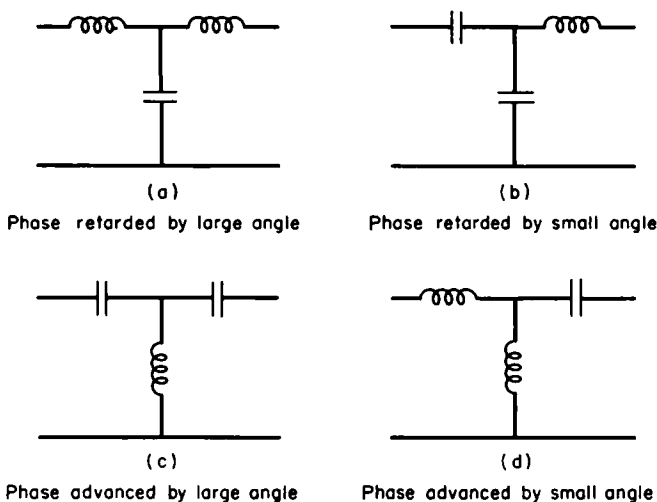 (a)
Phase retarded by large angle
(b)
Phase retarded by small angle
(c)
Phase advanced by large angle
(d)
Phase advanced by small angle